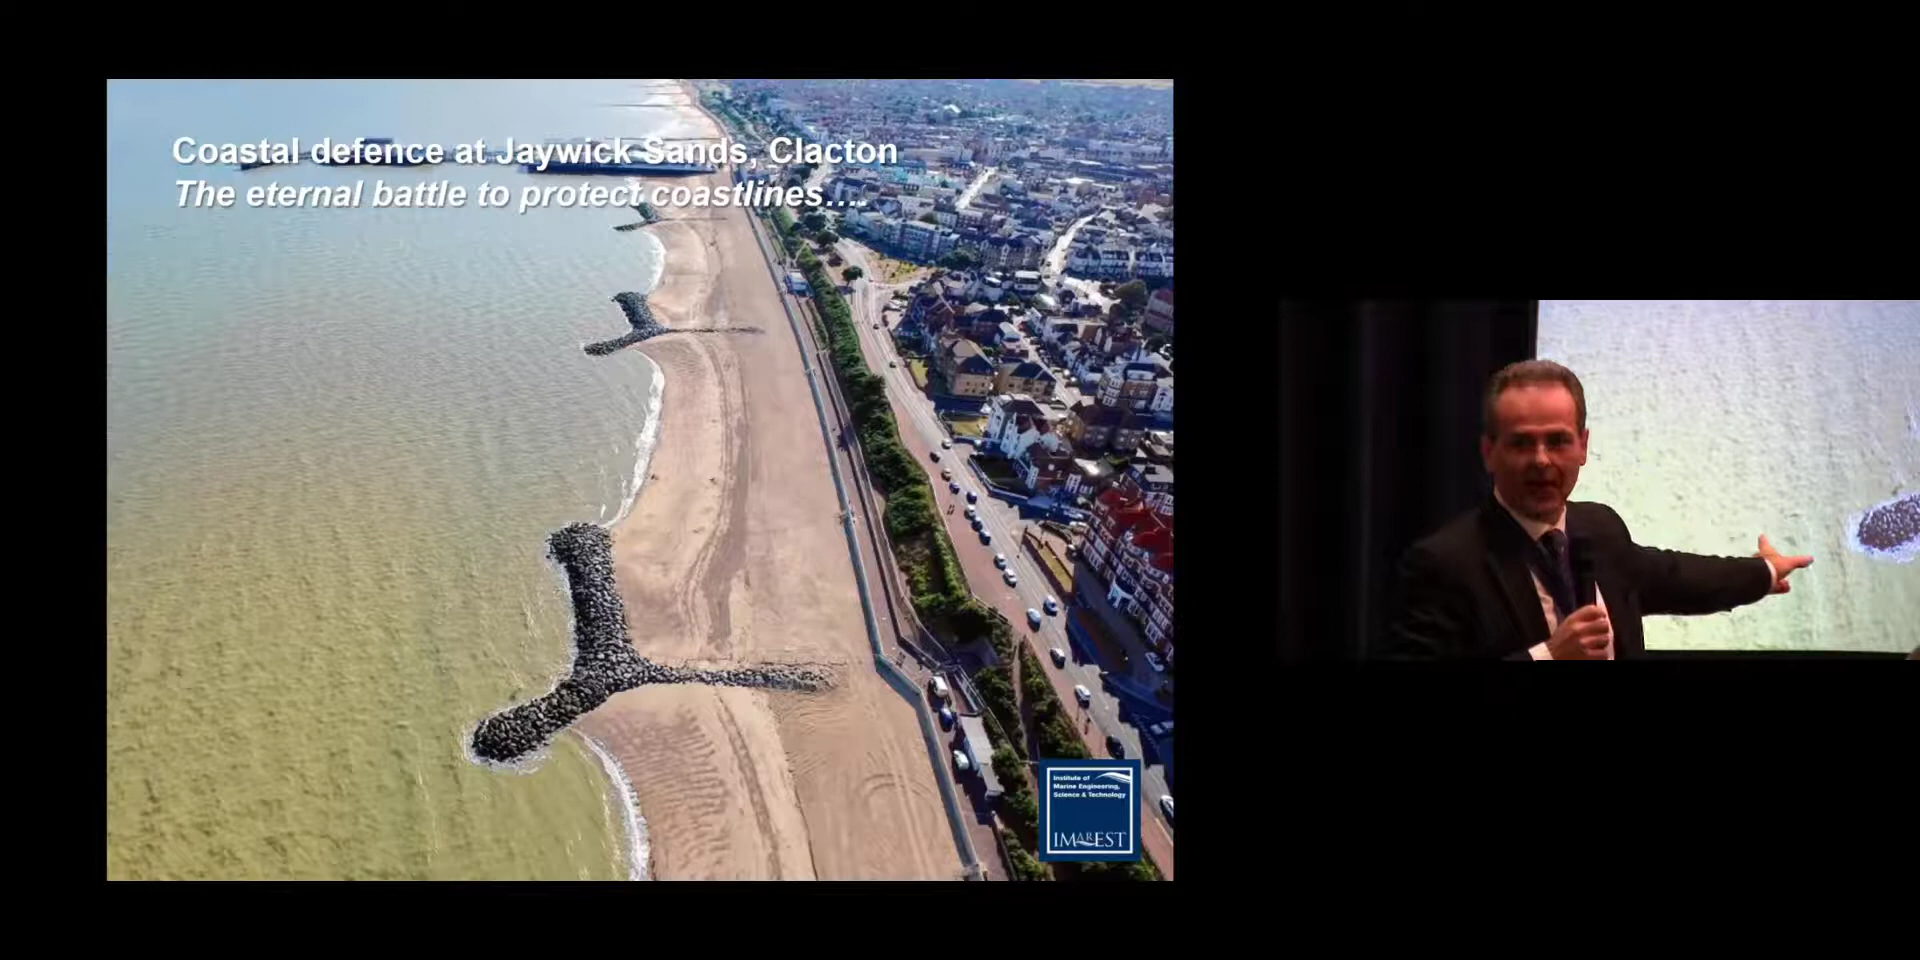 Coastal defence at Jaywick Sands, Clacton
The eternal battle to protect coastlines….
Institute of
Marine Engineering,
Science & Technology
IMarEST